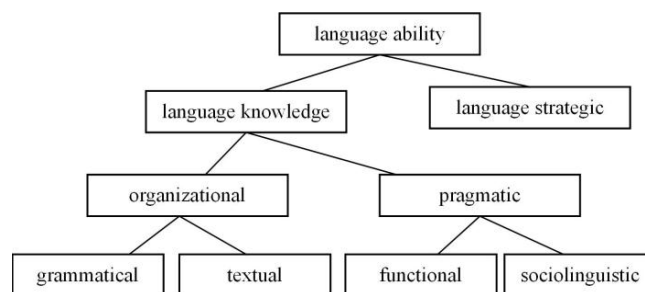 language ability
language knowledge
language strategic
organizational
pragmatic
grammatical
textual
functional
sociolinguistic